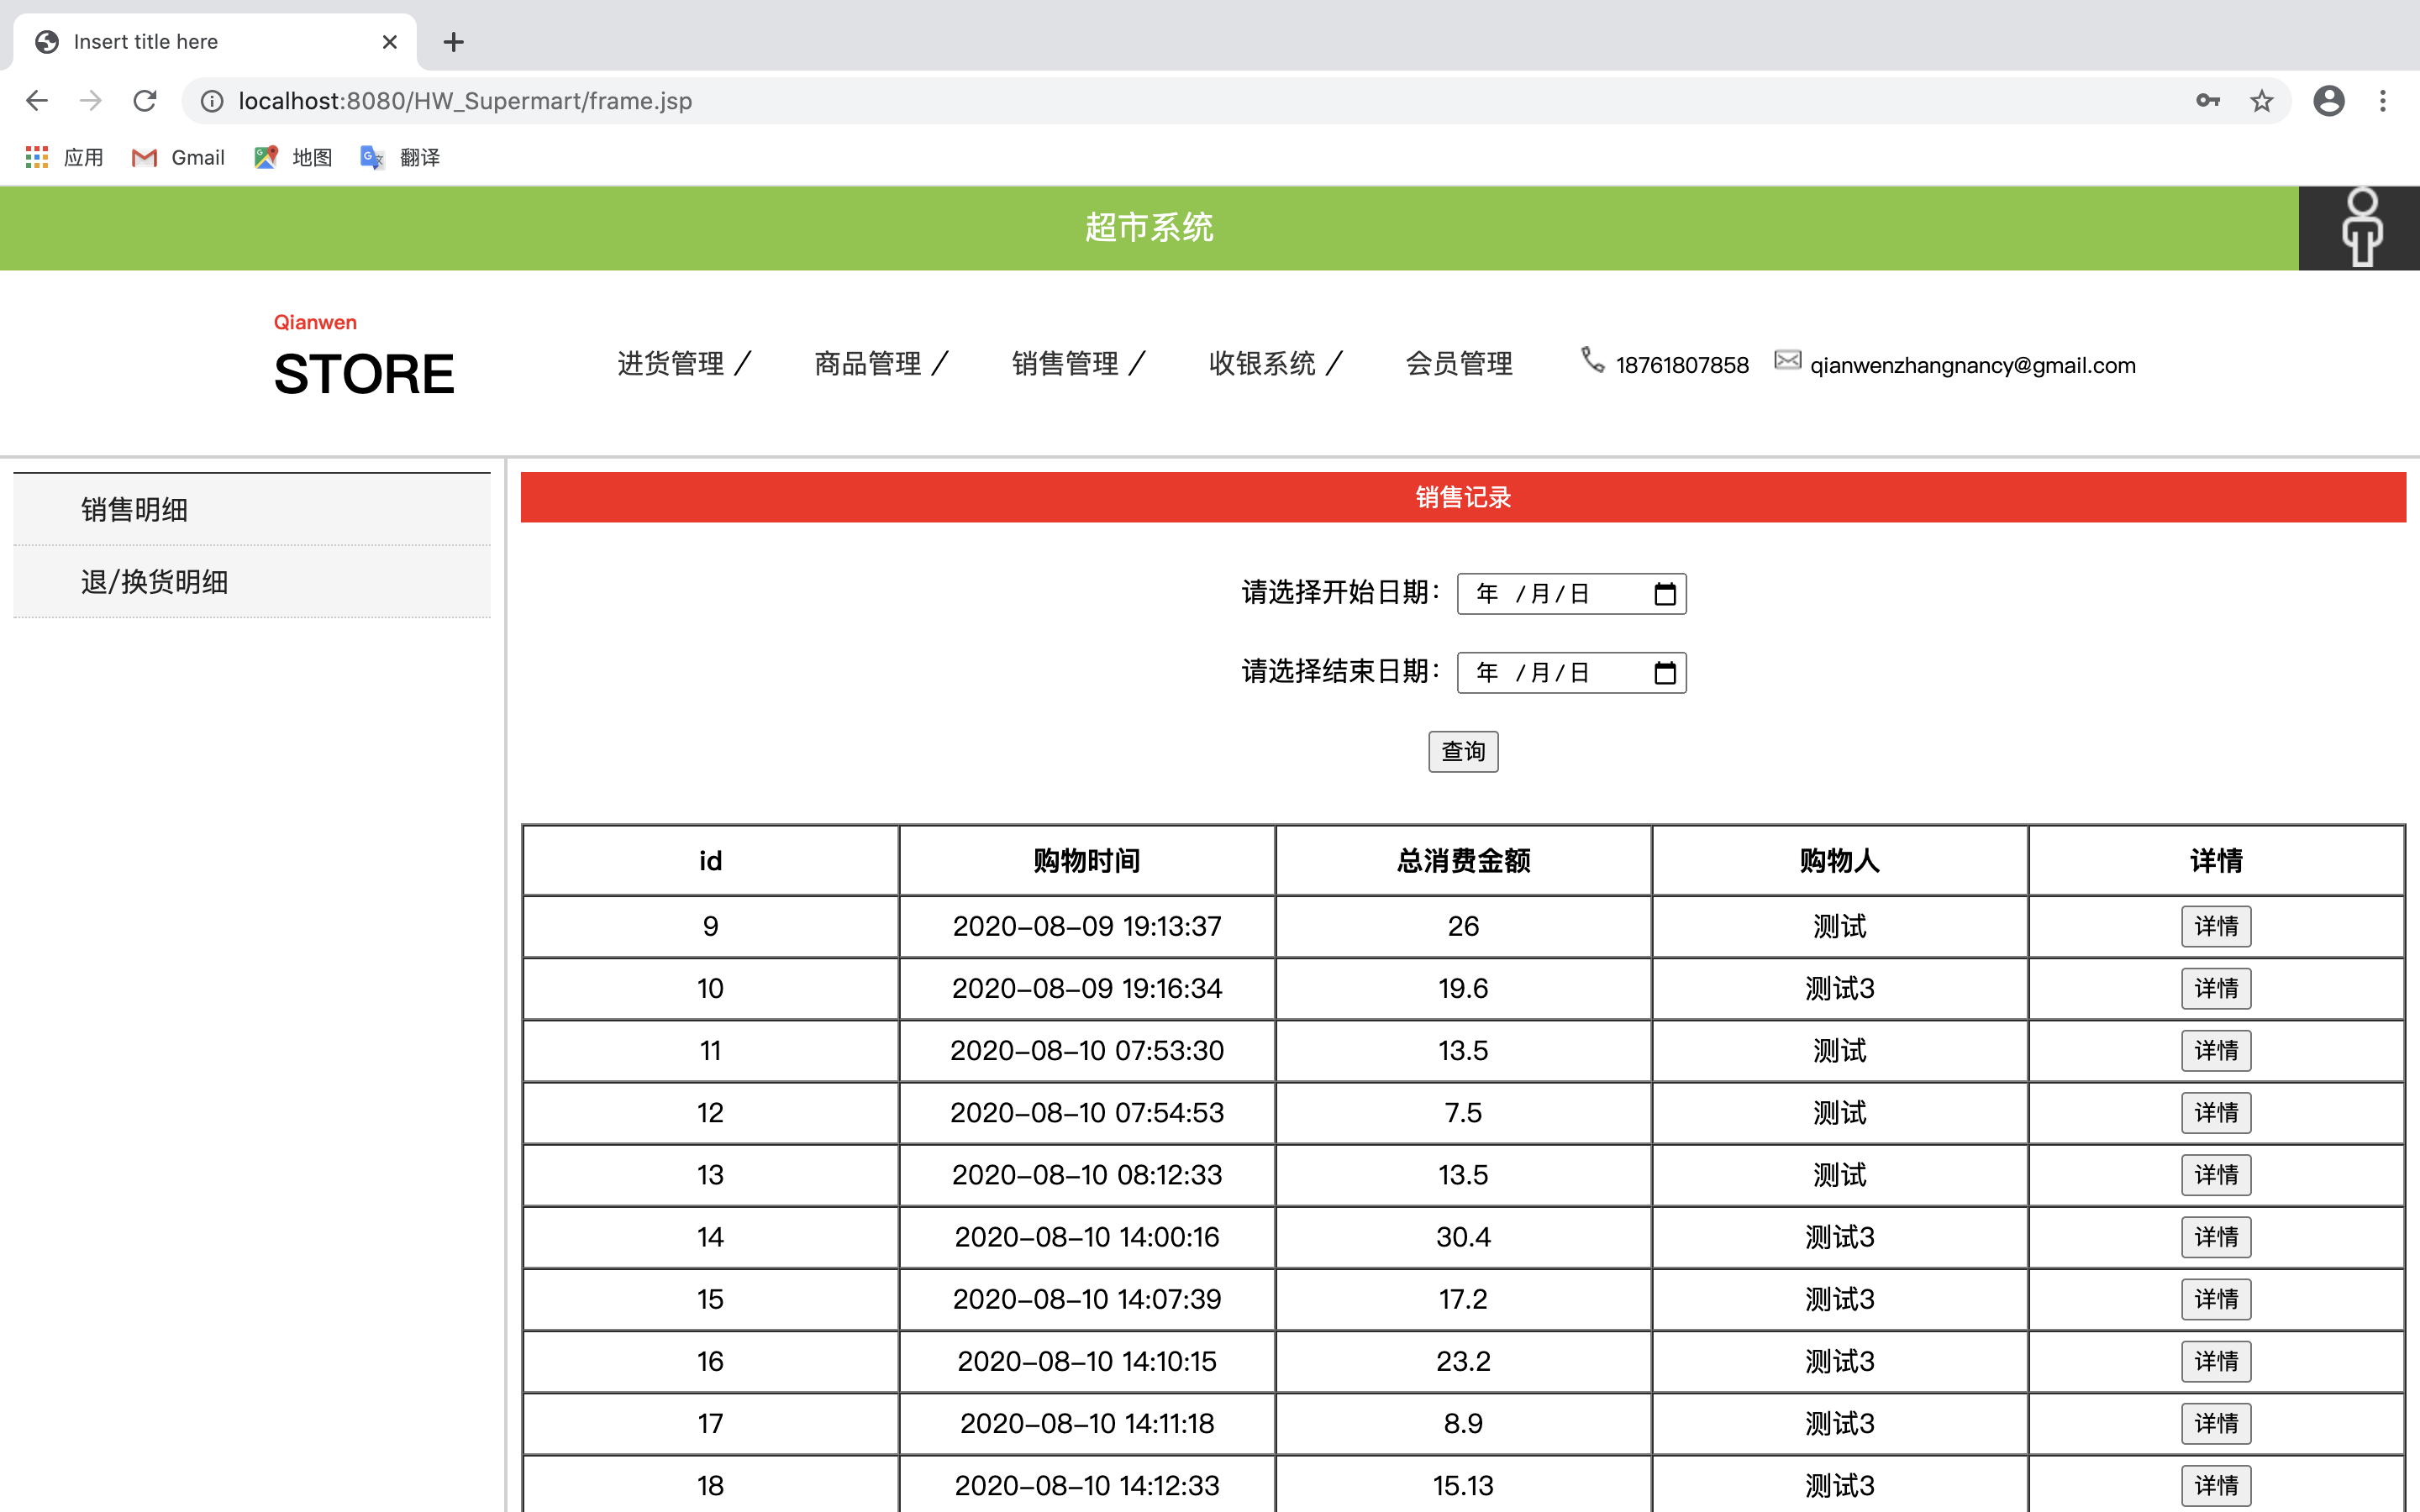 Insert title here
localhost:8080/HW_Supermart/frame.jsp
应用 Gmail 地图 翻译
超市系统
Qianwen
STORE
进货管理 / 商品管理 / 销售管理 / 收银系统 / 会员管理 18761807858 qianwenzhangnancy@gmail.com
销售明细
退/换货明细
销售记录
请选择开始日期： 年 /月/日
请选择结束日期： 年 /月/日
查询
id 购物时间 总消费金额 购物人 详情
9 2020-08-09 19:13:37 26 测试 详情
10 2020-08-09 19:16:34 19.6 测试3 详情
11 2020-08-10 07:53:30 13.5 测试 详情
12 2020-08-10 07:54:53 7.5 测试 详情
13 2020-08-10 08:12:33 13.5 测试 详情
14 2020-08-10 14:00:16 30.4 测试3 详情
15 2020-08-10 14:07:39 17.2 测试3 详情
16 2020-08-10 14:10:15 23.2 测试3 详情
17 2020-08-10 14:11:18 8.9 测试3 详情
18 2020-08-10 14:12:33 15.13 测试3 详情